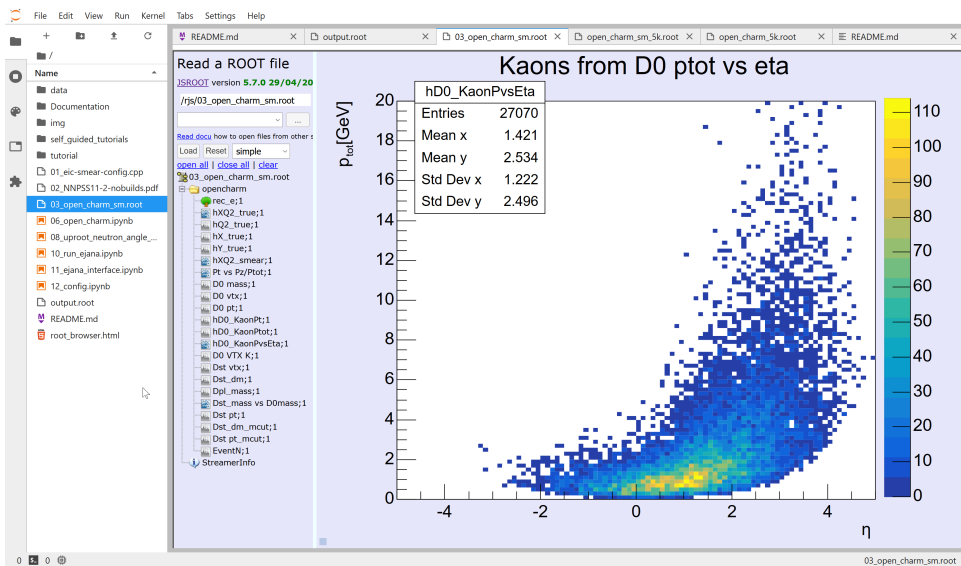 File Edit View Run Kernel Tabs Settings Help
README.md
output.root
03_open_charm_sm.root
open_charm_sm_5k.root
open_charm_5k.root
README.md
/
Name
data
Documentation
img
self_guided_tutorials
tutorial
01_eic-smear-config.cpp
02_NNPSS11-2-nobuilds.pdf
03_open_charm_sm.root
06_open_charm.ipynb
08_uproot_neutron_angle_...
10_run_ejana.ipynb
11_ejana_interface.ipynb
12_config.ipynb
output.root
README.md
root_browser.html
Read a ROOT file
JSROOT version 5.7.0 29/04/20
/rjs/03_open_charm_sm.root
...
Read docu how to open files from other s
Load Reset simple
open all | close all | clear
03_open_charm_sm.root
opencharm
rec_e;1
hXQ2_true;1
hQ2_true;1
hX_true;1
hY_true;1
hXQ2_smear;1
Pt vs Pz/Ptot;1
D0 mass;1
D0 vtx;1
D0 pt;1
hD0_KaonPt;1
hD0_KaonPtot;1
hD0_KaonPvsEta;1
D0 VTX K;1
Dst vtx;1
Dst_dm;1
Dpl_mass;1
Dst_mass vs D0mass;1
Dst pt;1
Dst_dm_mcut;1
Dst pt_mcut;1
EventN;1
StreamerInfo
Kaons from D0 ptot vs eta
hD0_KaonPvsEta
Entries 27070
Mean x 1.421
Mean y 2.534
Std Dev x 1.222
Std Dev y 2.496
ptot[GeV]
20
18
16
14
12
10
8
6
4
2
0
-4 -2 0 2 4
η
110
100
90
80
70
60
50
40
30
20
10
0
0 0
03_open_charm_sm.root